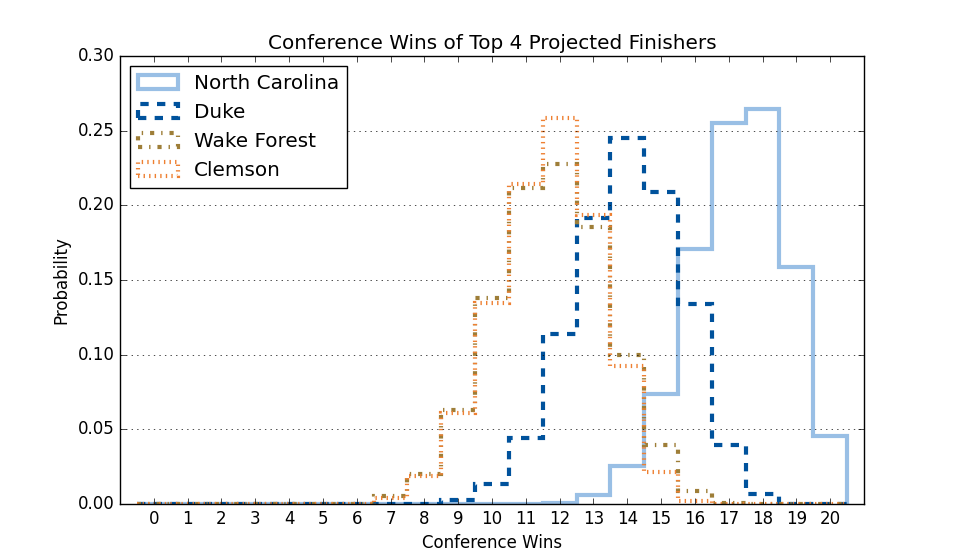 Conference Wins of Top 4 Projected Finishers
0.30
0.25
0.20
0.15
0.10
0.05
0.00
Probability
North Carolina
Duke
Wake Forest
Clemson
0 1 2 3 4 5 6 7 8 9 10 11 12 13 14 15 16 17 18 19 20
Conference Wins